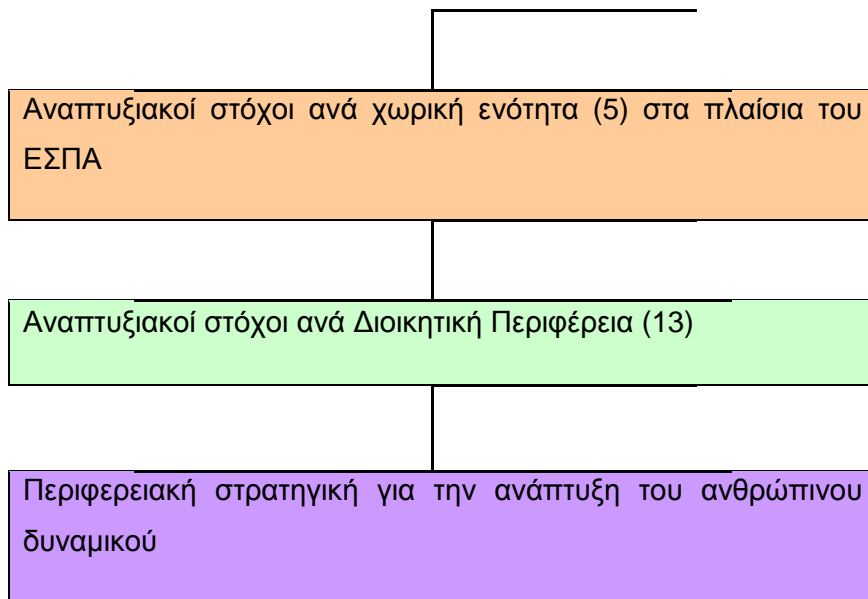 Αναπτυξιακοί στόχοι ανά χωρική ενότητα (5) στα πλαίσια του
ΕΣΠΑ
Αναπτυξιακοί στόχοι ανά Διοικητική Περιφέρεια (13)
Περιφερειακή στρατηγική για την ανάπτυξη του ανθρώπινου
δυναμικού